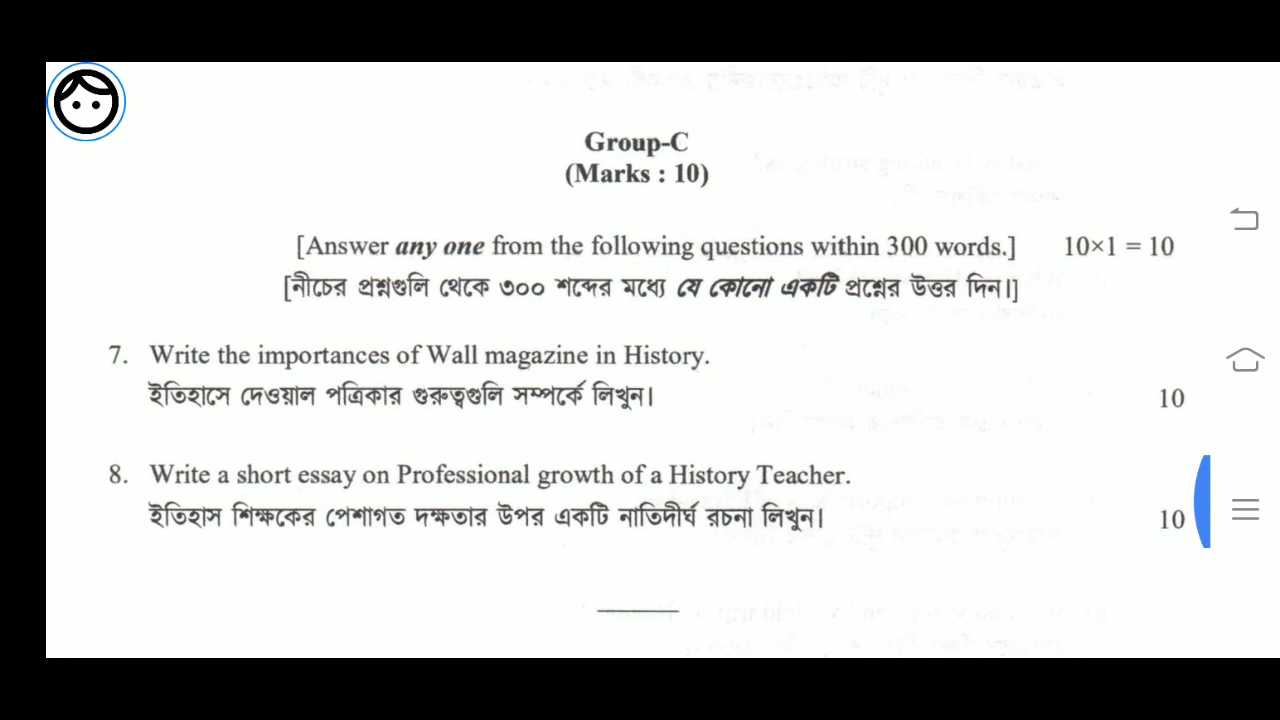 Group-C
(Marks : 10)
[Answer any one from the following questions within 300 words.] 10×1 = 10
[নীচের প্রশ্নগুলি থেকে ৩০০ শব্দের মধ্যে যে কোনো একটি প্রশ্নের উত্তর দিন।]
7. Write the importances of Wall magazine in History.
ইতিহাসে দেওয়াল পত্রিকার গুরুত্বগুলি সম্পর্কে লিখুন। 10
8. Write a short essay on Professional growth of a History Teacher.
ইতিহাস শিক্ষকের পেশাগত দক্ষতার উপর একটি নাতিদীর্ঘ রচনা লিখুন। 10